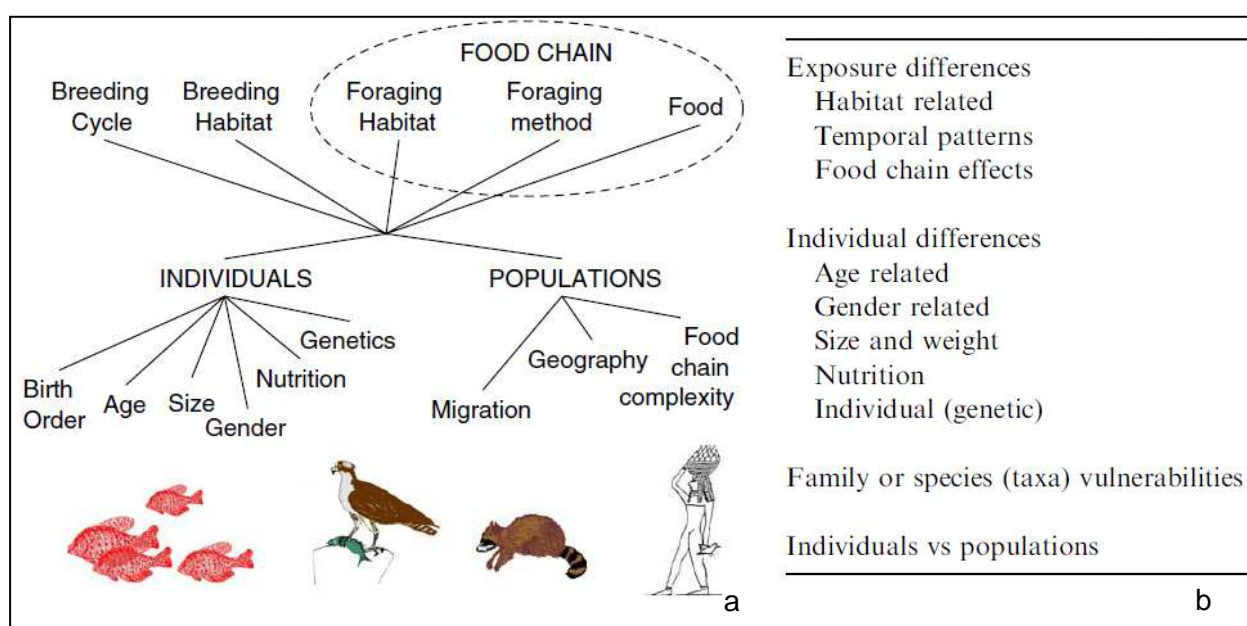 FOOD CHAIN
Breeding
Cycle
Breeding
Habitat
Foraging
Habitat
Foraging
method
Food
INDIVIDUALS
POPULATIONS
Birth
Order
Age
Size
Gender
Nutrition
Genetics
Migration
Geography
Food
chain
complexity
a
Exposure differences
Habitat related
Temporal patterns
Food chain effects
Individual differences
Age related
Gender related
Size and weight
Nutrition
Individual (genetic)
Family or species (taxa) vulnerabilities
Individuals vs populations
b